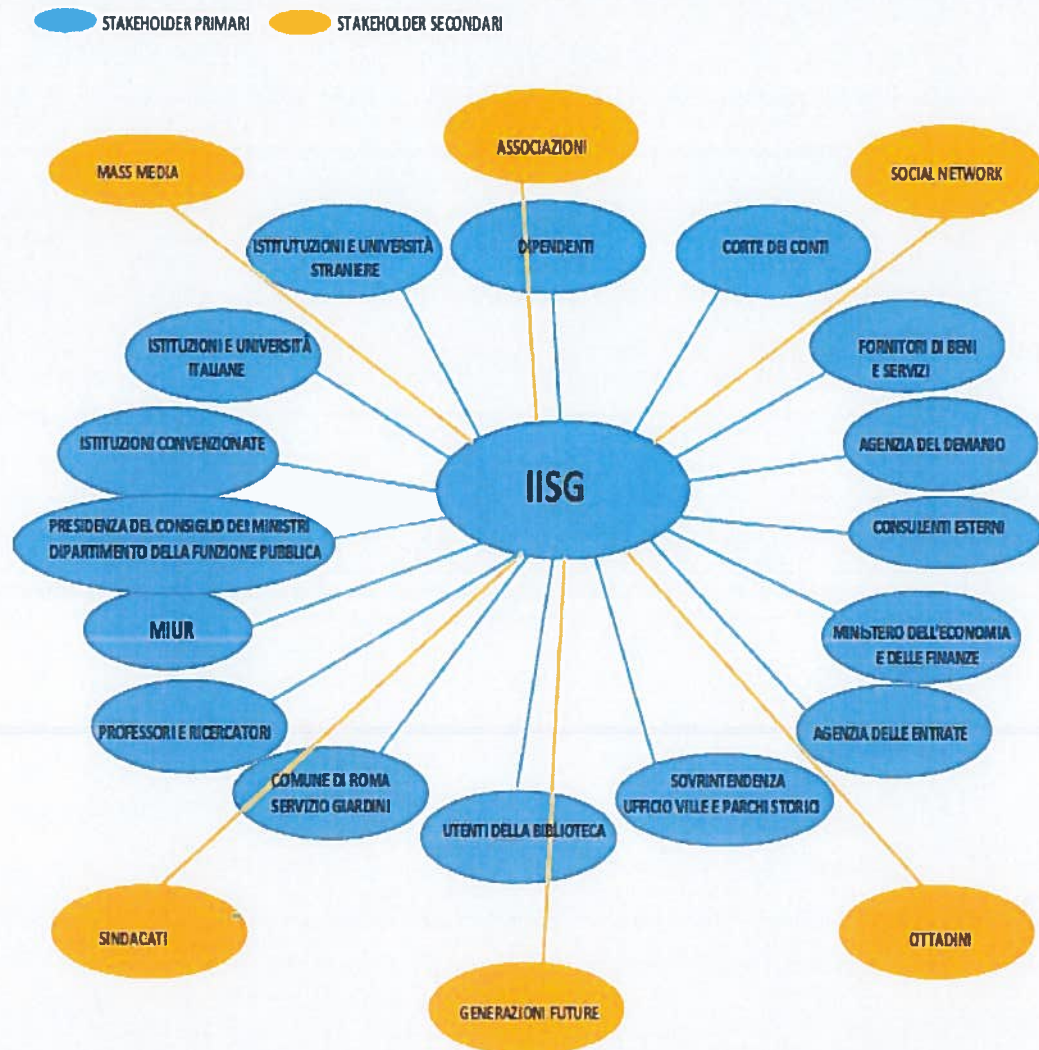 STAKEHOLDER PRIMARI
STAKEHOLDER SECONDARI
ASSOCIAZIONI
MASS MEDIA
SOCIAL NETWORK
ISTITUTUZIONI E UNIVERSITÀ
STRANIERE
DIPENDENTI
CORTE DEI CONTI
ISTITUZIONI E UNIVERSITÀ
ITALIANE
FORNITORI DI BENI
E SERVIZI
ISTITUZIONI CONVENZIONATE
AGENZIA DEL DEMANIO
IISG
PRESIDENZA DEL CONSIGLIO DEI MINISTRI
DIPARTIMENTO DELLA FUNZIONE PUBBLICA
CONSULENTI ESTERNI
MIUR
MINISTERO DELL'ECONOMIA
E DELLE FINANZE
PROFESSORI E RICERCATORI
AGENZIA DELLE ENTRATE
COMUNE DI ROMA
SERVIZIO GIARDINI
SOVRINTENDENZA
UFFICIO VILLE E PARCHI STORICI
UTENTI DELLA BIBLIOTECA
SINDACATI
CITTADINI
GENERAZIONI FUTURE